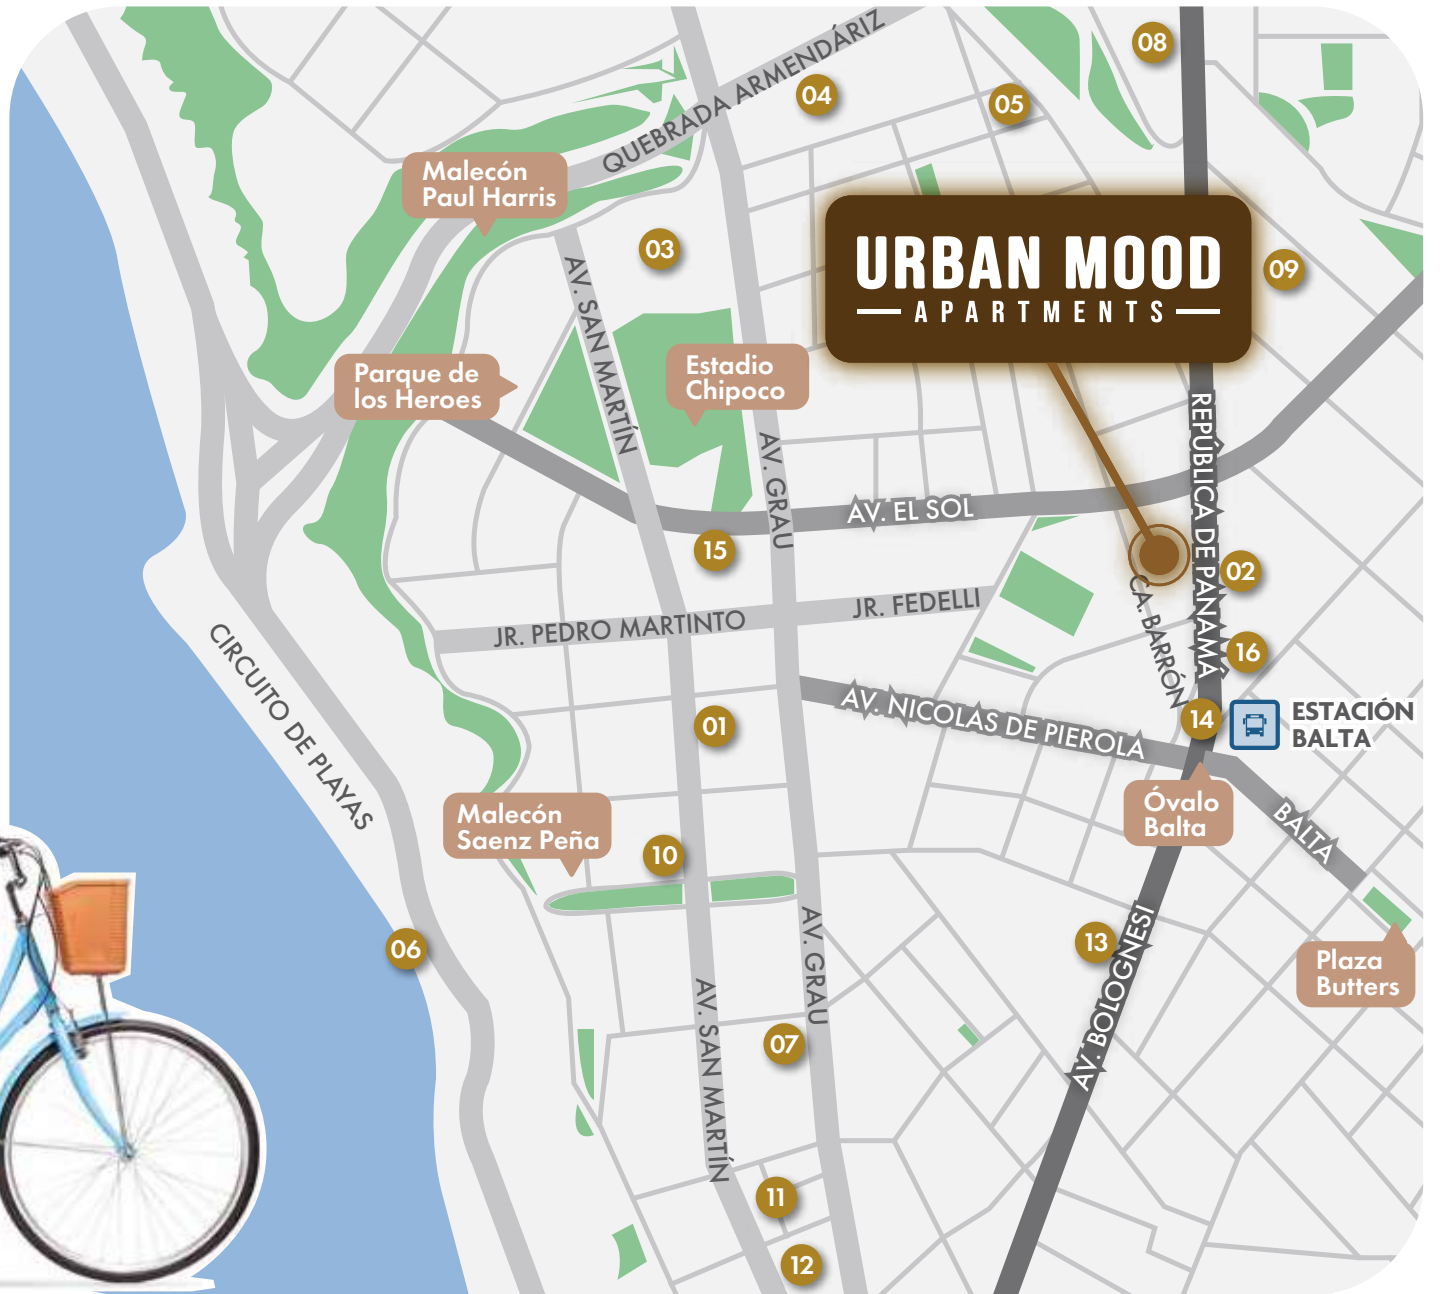 08
04
05
QUEBRADA ARMENDÁRIZ
Malecón
Paul Harris
03
URBAN MOOD
APARTMENTS
09
AV. SAN MARTÍN
Parque de
los Heroes
Estadio
Chipoco
AV. GRAU
REPÚBLICA DE PANAMÁ
AV. EL SOL
15
02
CA. BARRÓN
JR. PEDRO MARTINTO
JR. FEDELLI
16
CIRCUITO DE PLAYAS
01
AV. NICOLAS DE PIEROLA
14
ESTACIÓN
BALTA
Óvalo
Balta
BALTA
Malecón
Saenz Peña
10
06
AV. GRAU
13
AV. BOLOGNESI
Plaza
Butters
AV. SAN MARTÍN
07
11
12